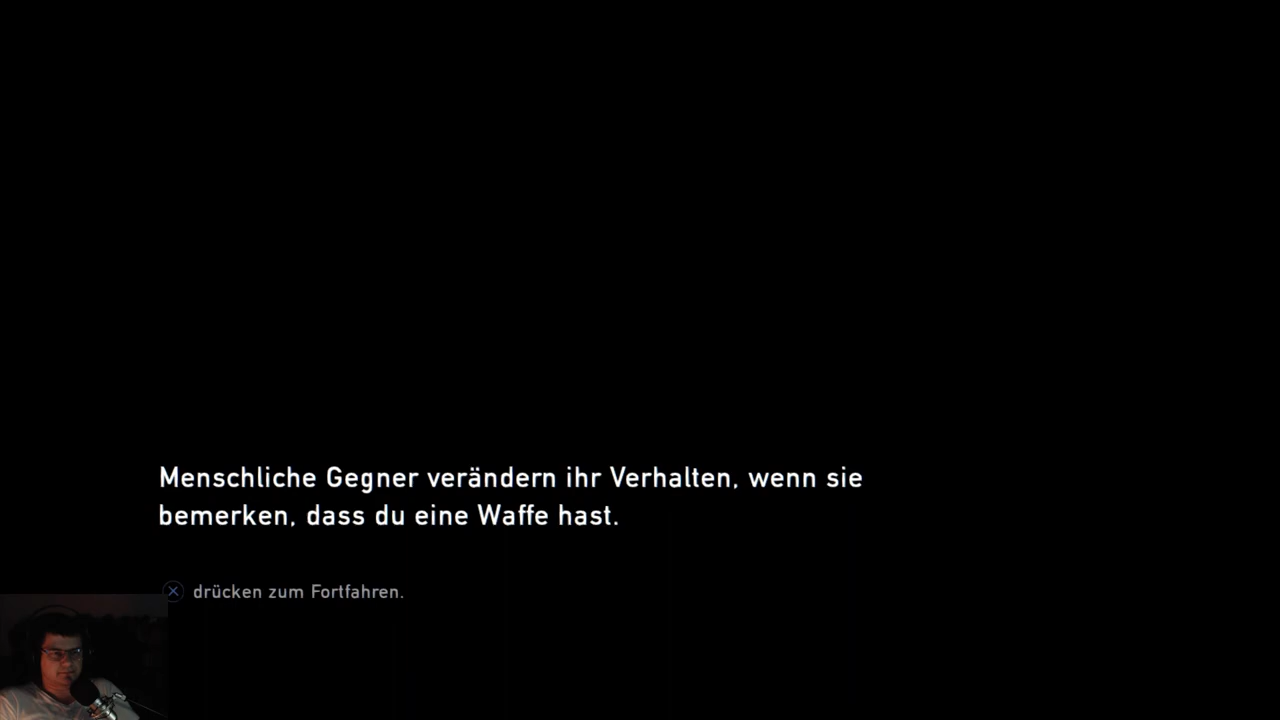 Menschliche Gegner verändern ihr Verhalten, wenn sie
bemerken, dass du eine Waffe hast.
drücken zum Fortfahren.